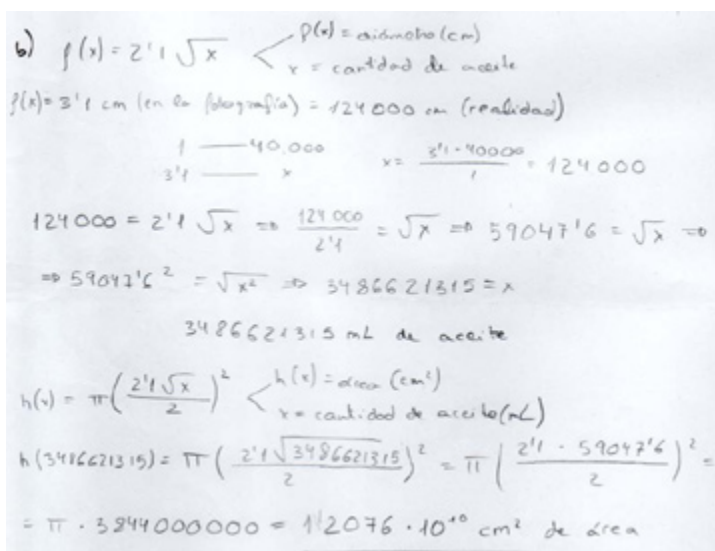 b) f(x) = 2'1 √x < f(x) = diámetro (cm)
x = cantidad de aceite
f(x) = 3'1 cm (en la fotografía) = 124000 cm (realidad)
1 —— 40.000
3'1 —— x
x = 3'1 · 40000 / 1 = 124000
124000 = 2'1 √x ⇒ 124000 / 2'1 = √x ⇒ 59047'6 = √x ⇒
⇒ 59047'6² = √x² ⇒ 3486621315 = x
3486621315 mL de aceite
h(x) = π (2'1 √x / 2)² < h(x) = área (cm²)
x = cantidad de aceite (mL)
h(3486621315) = π (2'1 √3486621315 / 2)² = π (2'1 · 59047'6 / 2)² =
= π · 3844000000 = 1'2076 · 10¹⁰ cm² de área